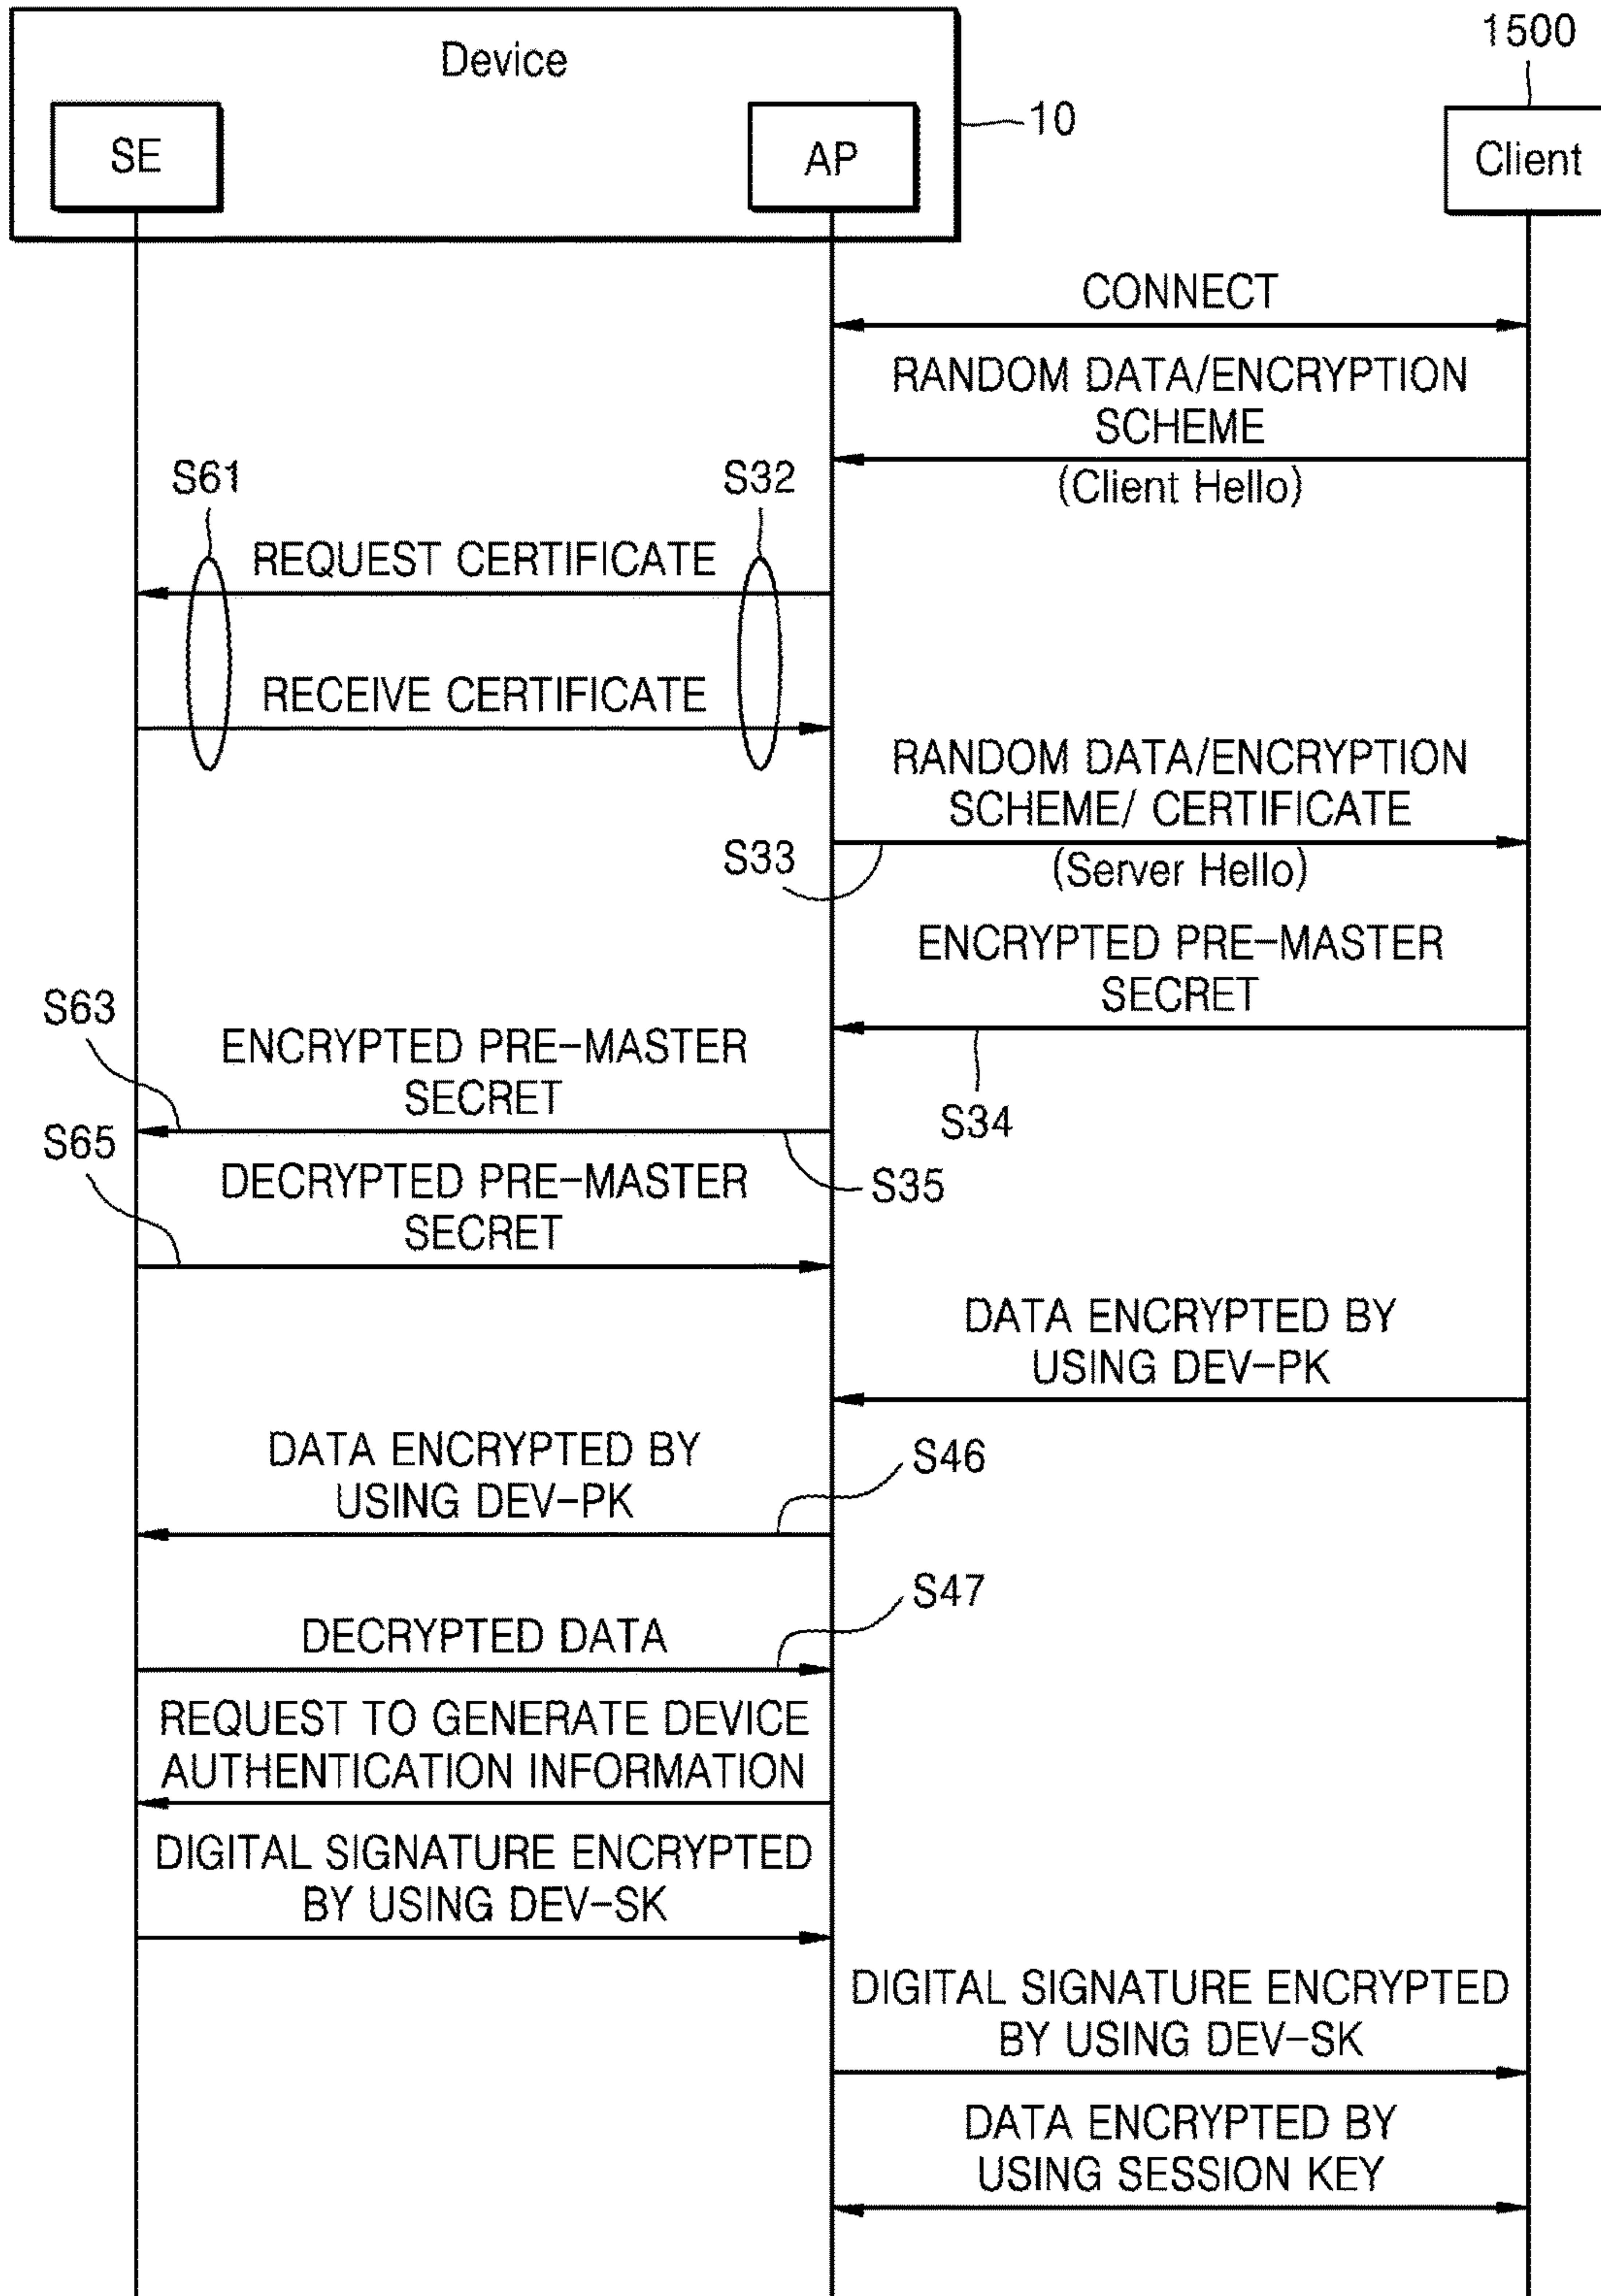 Device
1500
SE
AP
10
Client
CONNECT
RANDOM DATA/ENCRYPTION
SCHEME
(Client Hello)
S61
S32
REQUEST CERTIFICATE
RECEIVE CERTIFICATE
RANDOM DATA/ENCRYPTION
SCHEME/ CERTIFICATE
S33
(Server Hello)
ENCRYPTED PRE-MASTER
SECRET
S63
ENCRYPTED PRE-MASTER
SECRET
S34
S65
DECRYPTED PRE-MASTER
SECRET
S35
DATA ENCRYPTED BY
USING DEV-PK
DATA ENCRYPTED BY
USING DEV-PK
S46
S47
DECRYPTED DATA
REQUEST TO GENERATE DEVICE
AUTHENTICATION INFORMATION
DIGITAL SIGNATURE ENCRYPTED
BY USING DEV-SK
DIGITAL SIGNATURE ENCRYPTED
BY USING DEV-SK
DATA ENCRYPTED BY
USING SESSION KEY